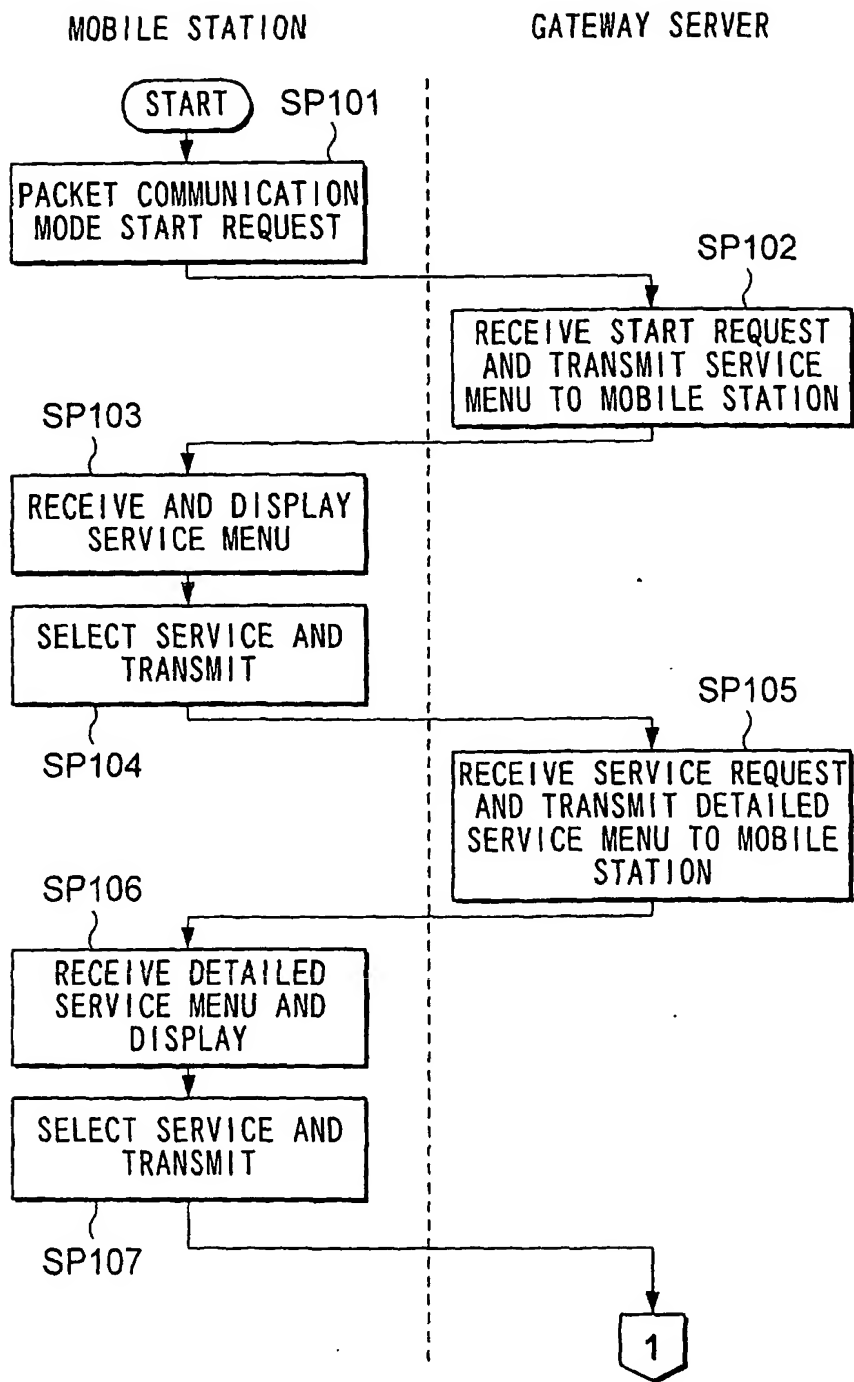 MOBILE STATION
GATEWAY SERVER
START
SP101
PACKET COMMUNICATION
MODE START REQUEST
SP102
RECEIVE START REQUEST
AND TRANSMIT SERVICE
MENU TO MOBILE STATION
SP103
RECEIVE AND DISPLAY
SERVICE MENU
SELECT SERVICE AND
TRANSMIT
SP104
SP105
RECEIVE SERVICE REQUEST
AND TRANSMIT DETAILED
SERVICE MENU TO MOBILE
STATION
SP106
RECEIVE DETAILED
SERVICE MENU AND
DISPLAY
SELECT SERVICE AND
TRANSMIT
SP107
1